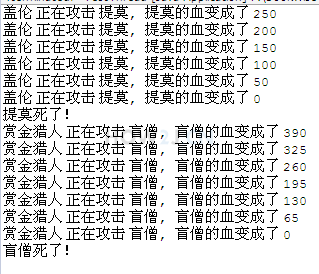 盖伦 正在攻击 提莫, 提莫的血变成了 250
盖伦 正在攻击 提莫, 提莫的血变成了 200
盖伦 正在攻击 提莫, 提莫的血变成了 150
盖伦 正在攻击 提莫, 提莫的血变成了 100
盖伦 正在攻击 提莫, 提莫的血变成了 50
盖伦 正在攻击 提莫, 提莫的血变成了 0
提莫死了!
赏金猎人 正在攻击 盲僧, 盲僧的血变成了 390
赏金猎人 正在攻击 盲僧, 盲僧的血变成了 325
赏金猎人 正在攻击 盲僧, 盲僧的血变成了 260
赏金猎人 正在攻击 盲僧, 盲僧的血变成了 195
赏金猎人 正在攻击 盲僧, 盲僧的血变成了 130
赏金猎人 正在攻击 盲僧, 盲僧的血变成了 65
赏金猎人 正在攻击 盲僧, 盲僧的血变成了 0
盲僧死了!